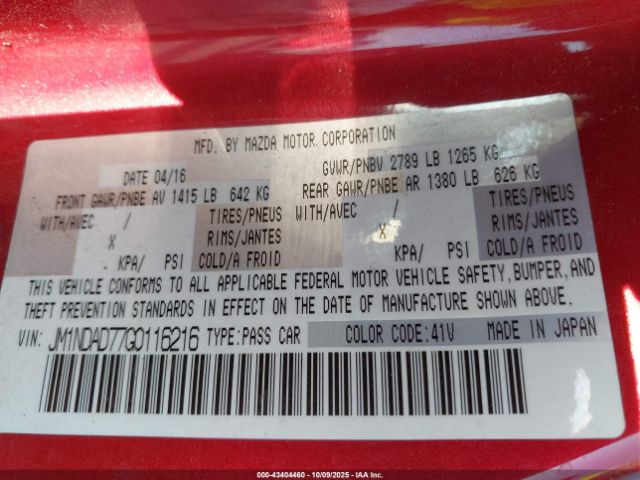 MFD. BY MAZDA MOTOR CORPORATION
DATE 04/16 GVWR/PNBV 2789 LB 1265 KG
FRONT GAWR/PNBE AV 1415 LB 642 KG REAR GAWR/PNBE AR 1380 LB 626 KG
WITH/AVEC / TIRES/PNEUS WITH/AVEC / TIRES/PNEUS
X RIMS/JANTES X RIMS/JANTES
. KPA/ PSI COLD/A FROID . KPA/ PSI COLD/A FROID
THIS VEHICLE CONFORMS TO ALL APPLICABLE FEDERAL MOTOR VEHICLE SAFETY, BUMPER, AND
THEFT PREVENTION STANDARDS IN EFFECT ON THE DATE OF MANUFACTURE SHOWN ABOVE.
VIN: JM1NDAD77G0116216 TYPE:PASS CAR COLOR CODE:41V MADE IN JAPAN
000-43404460 - 10/09/2025 - IAA Inc.